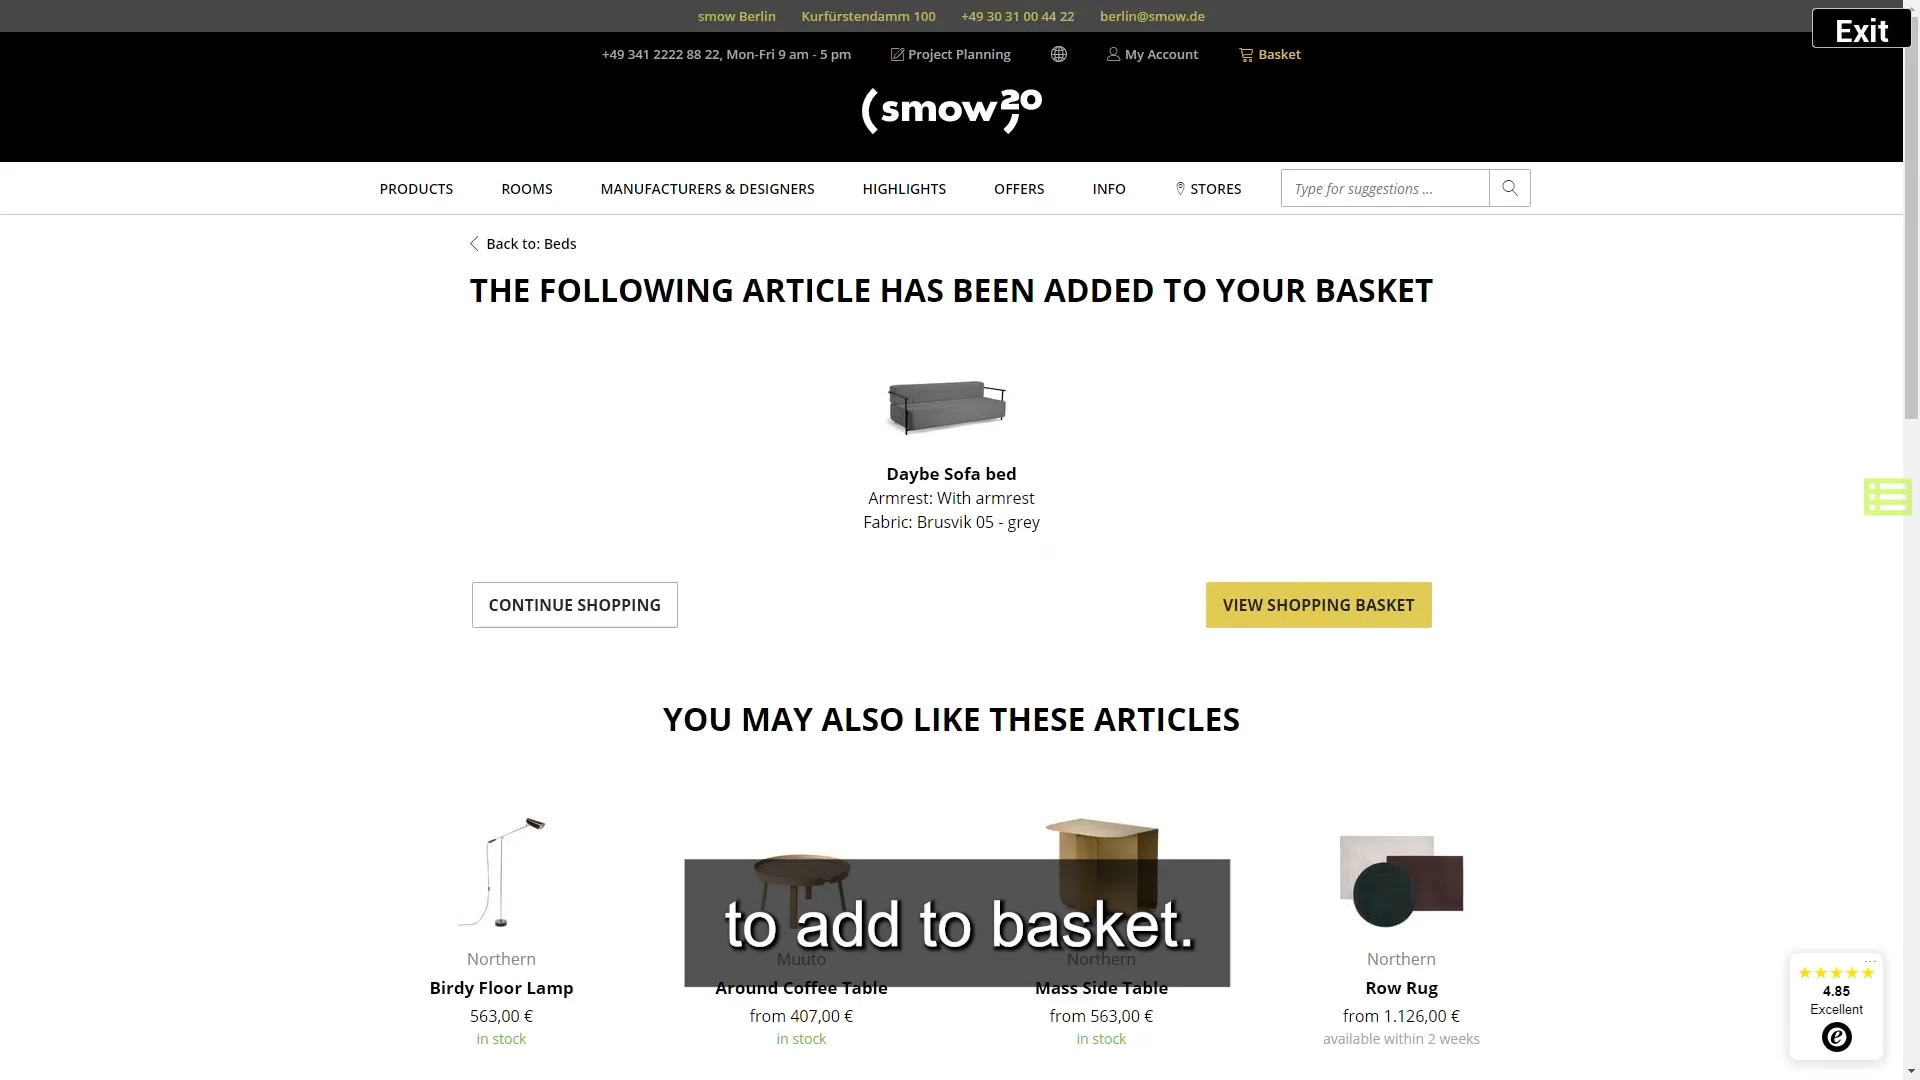 smow Berlin Kurfürstendamm 100 +49 30 31 00 44 22 berlin@smow.de
Exit
+49 341 2222 88 22, Mon-Fri 9 am - 5 pm Project Planning My Account Basket
(smow20)
PRODUCTS ROOMS MANUFACTURERS & DESIGNERS HIGHLIGHTS OFFERS INFO STORES Type for suggestions ...
Back to: Beds
THE FOLLOWING ARTICLE HAS BEEN ADDED TO YOUR BASKET
Daybe Sofa bed
Armrest: With armrest
Fabric: Brusvik 05 - grey
CONTINUE SHOPPING VIEW SHOPPING BASKET
YOU MAY ALSO LIKE THESE ARTICLES
to add to basket.
Northern Muuto Northern Northern
Birdy Floor Lamp Around Coffee Table Mass Side Table Row Rug
563,00 € from 407,00 € from 563,00 € from 1.126,00 €
in stock in stock in stock available within 2 weeks
4.85
Excellent